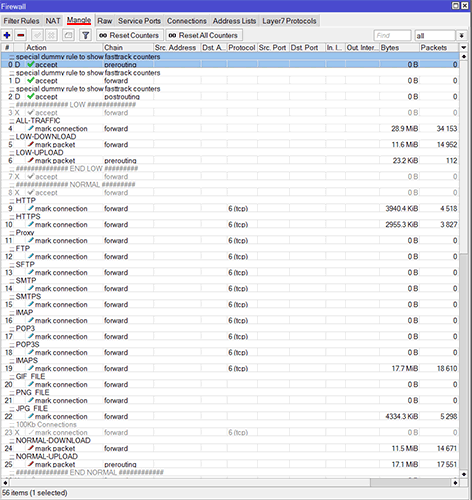 Firewall
Filter Rules NAT Mangle Raw Service Ports Connections Address Lists Layer7 Protocols
Reset Counters Reset All Counters Find all
# Action Chain Src. Address Dst. A... Protocol Src. Port Dst. Port In. I... Out. Inter... Bytes Packets
;;; special dummy rule to show fasttrack counters
0 D accept prerouting 0 B 0
;;; special dummy rule to show fasttrack counters
1 D accept forward 0 B 0
;;; special dummy rule to show fasttrack counters
2 D accept postrouting 0 B 0
;;; ############## LOW #############
3 X accept forward 0 B 0
;;; ALL-TRAFFIC
4 mark connection forward 28.9 MiB 34 153
;;; LOW-DOWNLOAD
5 mark packet forward 11.6 MiB 14 952
;;; LOW-UPLOAD
6 mark packet prerouting 23.2 KiB 112
;;; ############## END LOW #########
7 X accept forward 0 B 0
;;; ############## NORMAL #########
8 X accept forward 0 B 0
;;; HTTP
9 mark connection forward 6 (tcp) 3940.4 KiB 4 518
;;; HTTPS
10 mark connection forward 6 (tcp) 2955.3 KiB 3 827
;;; Proxy
11 mark connection forward 6 (tcp) 0 B 0
;;; FTP
12 mark connection forward 6 (tcp) 0 B 0
;;; SFTP
13 mark connection forward 6 (tcp) 0 B 0
;;; SMTP
14 mark connection forward 6 (tcp) 0 B 0
;;; SMTPS
15 mark connection forward 6 (tcp) 0 B 0
;;; IMAP
16 mark connection forward 6 (tcp) 0 B 0
;;; POP3
17 mark connection forward 6 (tcp) 0 B 0
;;; POP3S
18 mark connection forward 6 (tcp) 0 B 0
;;; IMAPS
19 mark connection forward 6 (tcp) 17.7 MiB 18 610
;;; GIF_FILE
20 mark connection forward 0 B 0
;;; PNG_FILE
21 mark connection forward 0 B 0
;;; JPG_FILE
22 mark connection forward 4334.3 KiB 5 298
;;; 100Kb Connections
23 X mark connection forward 6 (tcp) 0 B 0
;;; NORMAL-DOWNLOAD
24 mark packet forward 11.5 MiB 14 671
;;; NORMAL-UPLOAD
25 mark packet prerouting 17.1 MiB 17 551
;;; ############## END NORMAL ############
56 items (1 selected)